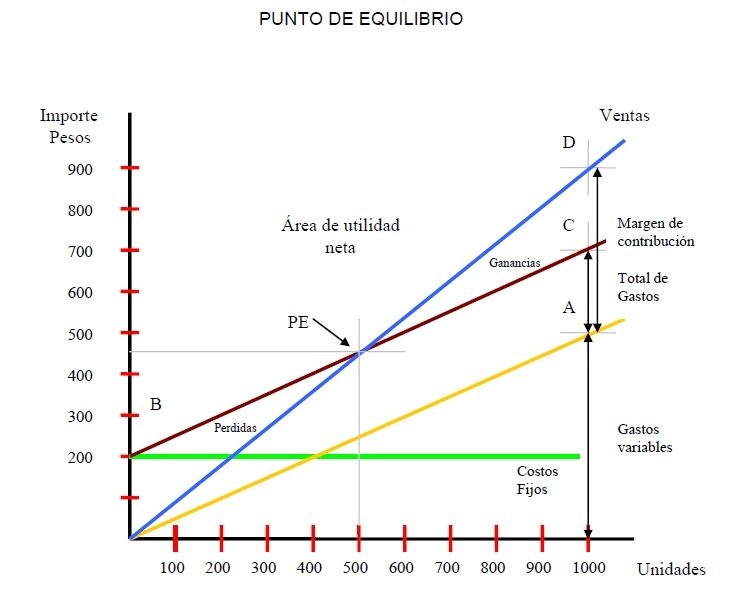 PUNTO DE EQUILIBRIO
Importe
Pesos
Ventas
D
900
800
Área de utilidad
neta
C
Margen de
contribución
700
Ganancias
600
Total de
Gastos
A
PE
500
400
B
300
Perdidas
Gastos
variables
200
Costos
Fijos
100 200 300 400 500 600 700 800 900 1000
Unidades